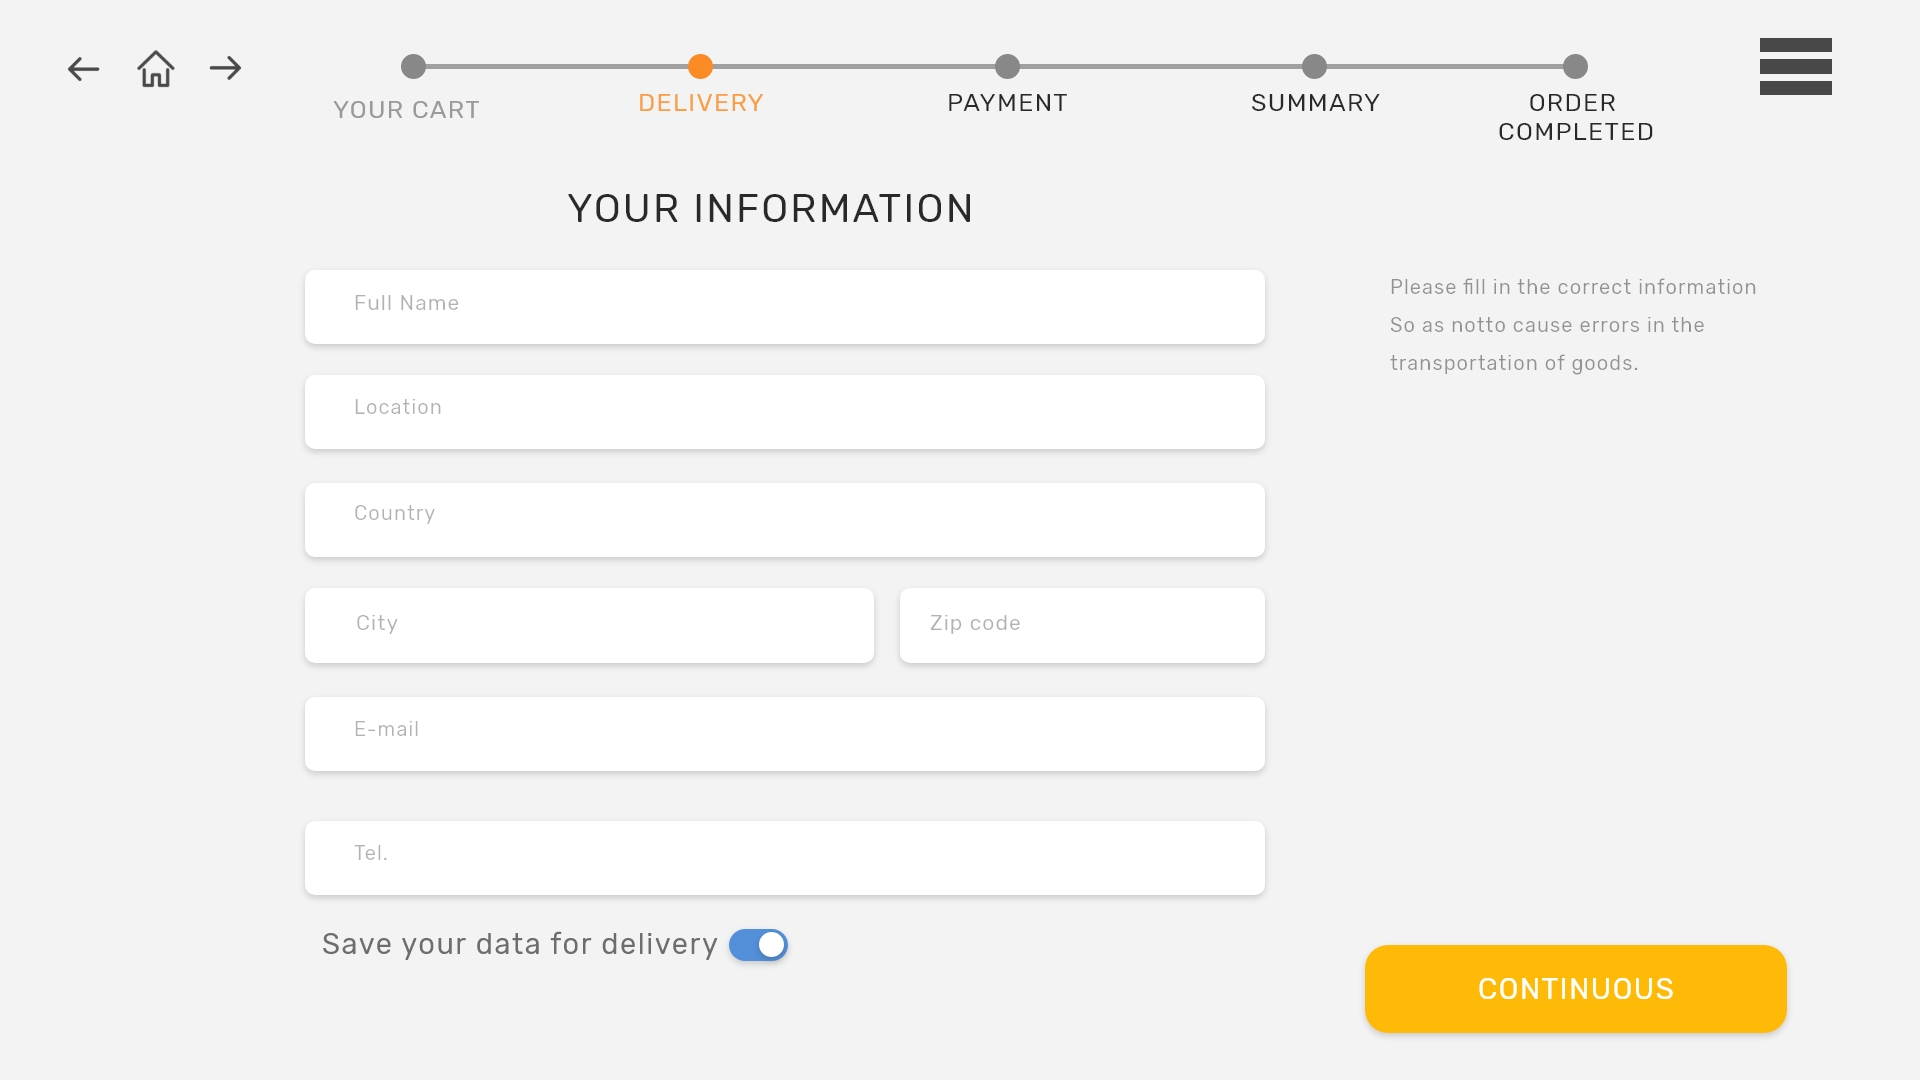 YOUR CART
DELIVERY
PAYMENT
SUMMARY
ORDER
COMPLETED
YOUR INFORMATION
Full Name
Please fill in the correct information
So as notto cause errors in the
transportation of goods.
Location
Country
City
Zip code
E-mail
Tel.
Save your data for delivery
CONTINUOUS